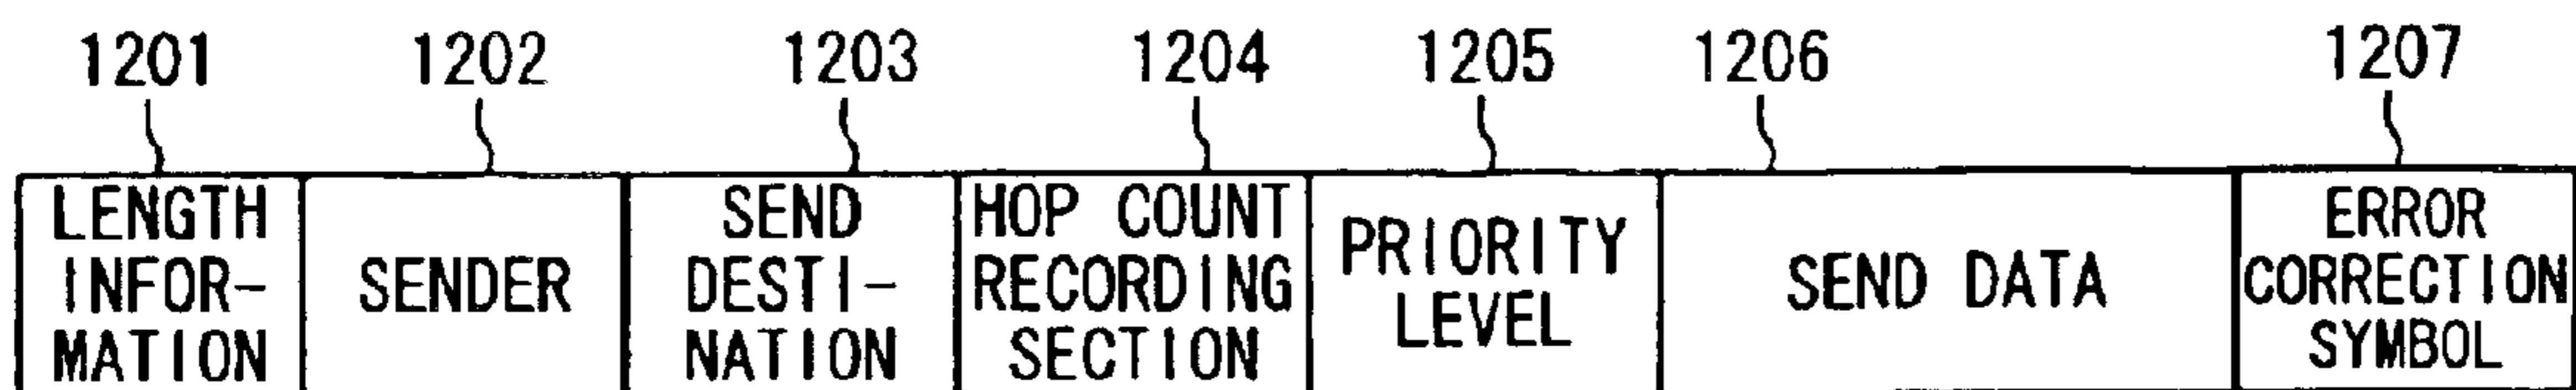 1201 1202 1203 1204 1205 1206 1207
LENGTH
INFOR-
MATION
SENDER
SEND
DESTI-
NATION
HOP COUNT
RECORDING
SECTION
PRIORITY
LEVEL
SEND DATA
ERROR
CORRECTION
SYMBOL